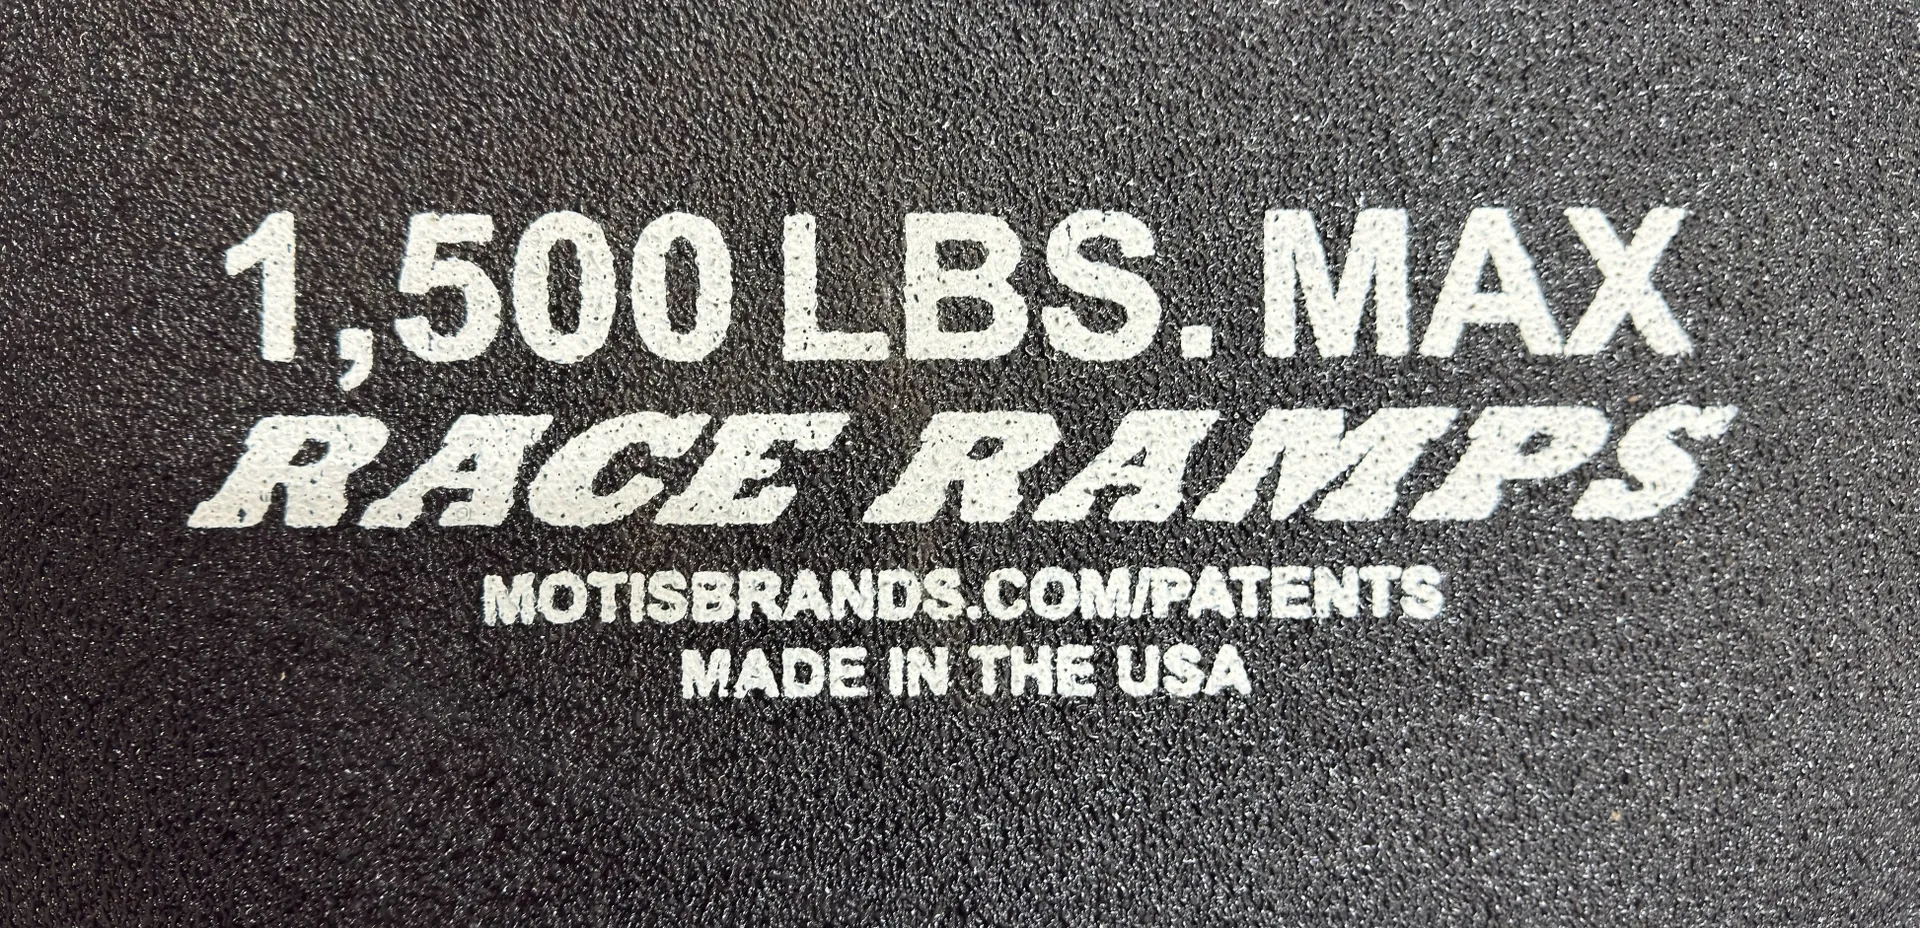 1,500 LBS. MAX
RACE RAMPS
MOTISBRANDS.COM/PATENTS
MADE IN THE USA